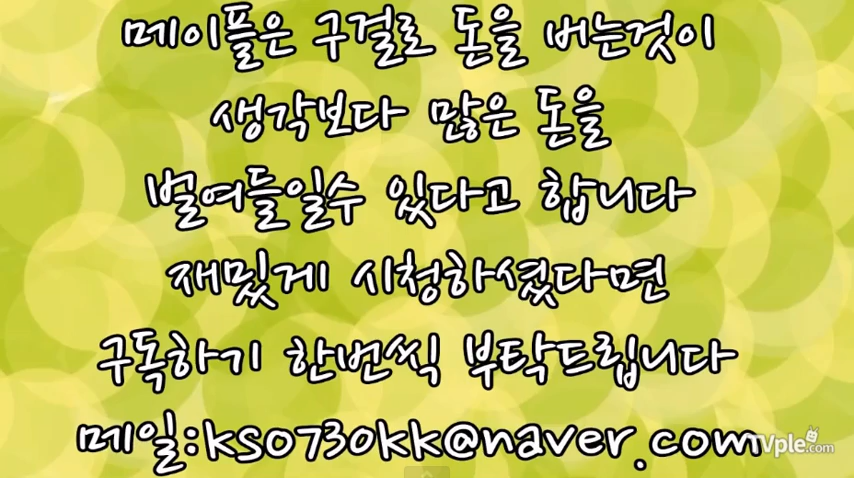 메이플은 구걸로 돈을 버는것이
생각보다 많은 돈을
벌여들일수 있다고 합니다
재밌게 시청하셨다면
구독하기 한번씩 부탁드립니다
메일:kso730kk@naver.com
TVple.com